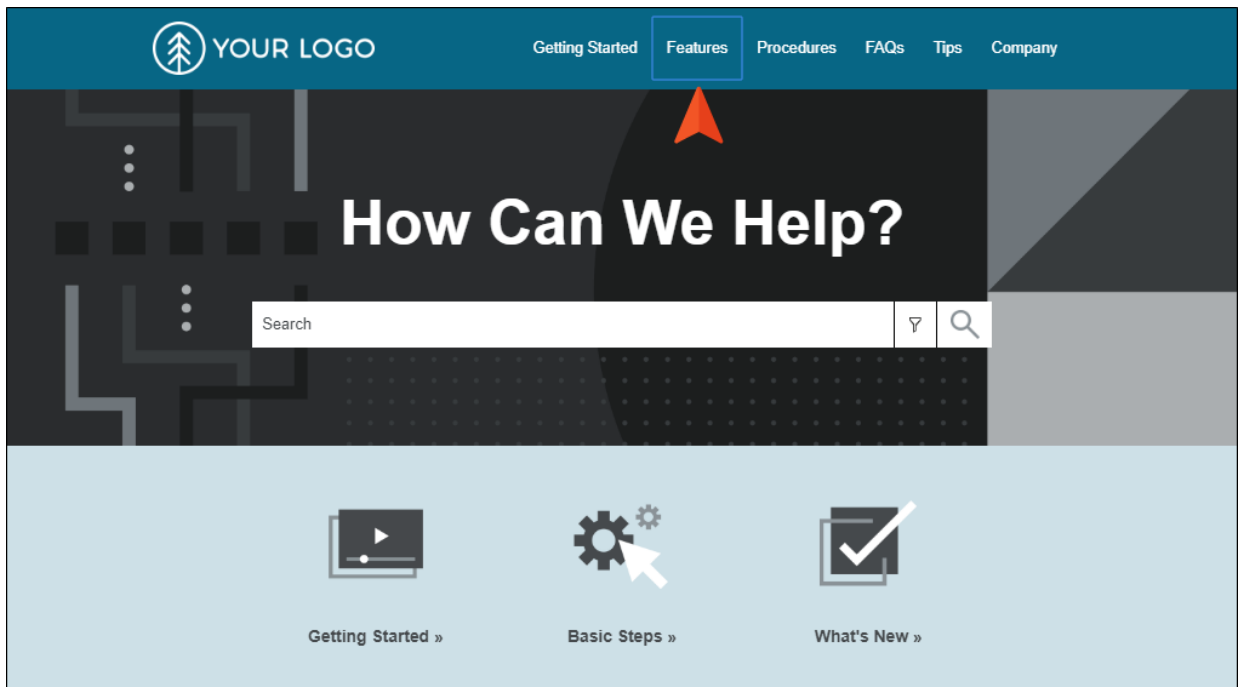 YOUR LOGO
Getting Started Features Procedures FAQs Tips Company
How Can We Help?
Search
Getting Started »
Basic Steps »
What's New »